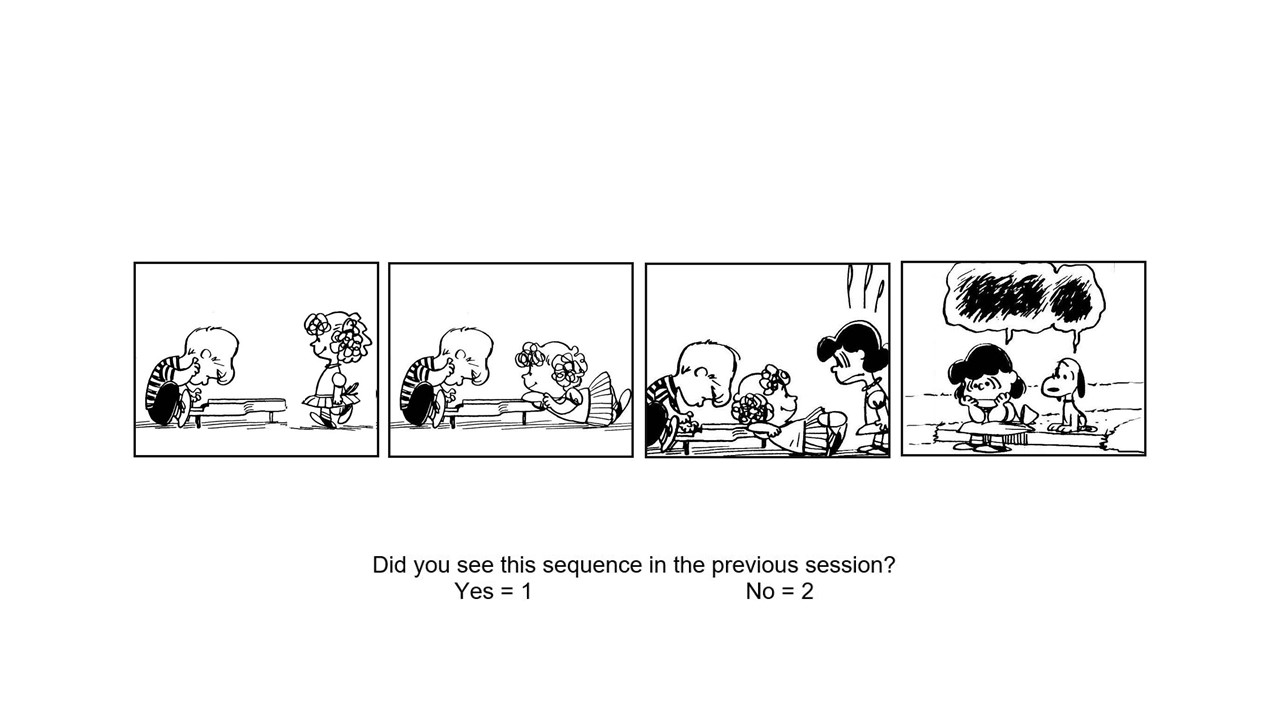 Did you see this sequence in the previous session?
Yes = 1 No = 2